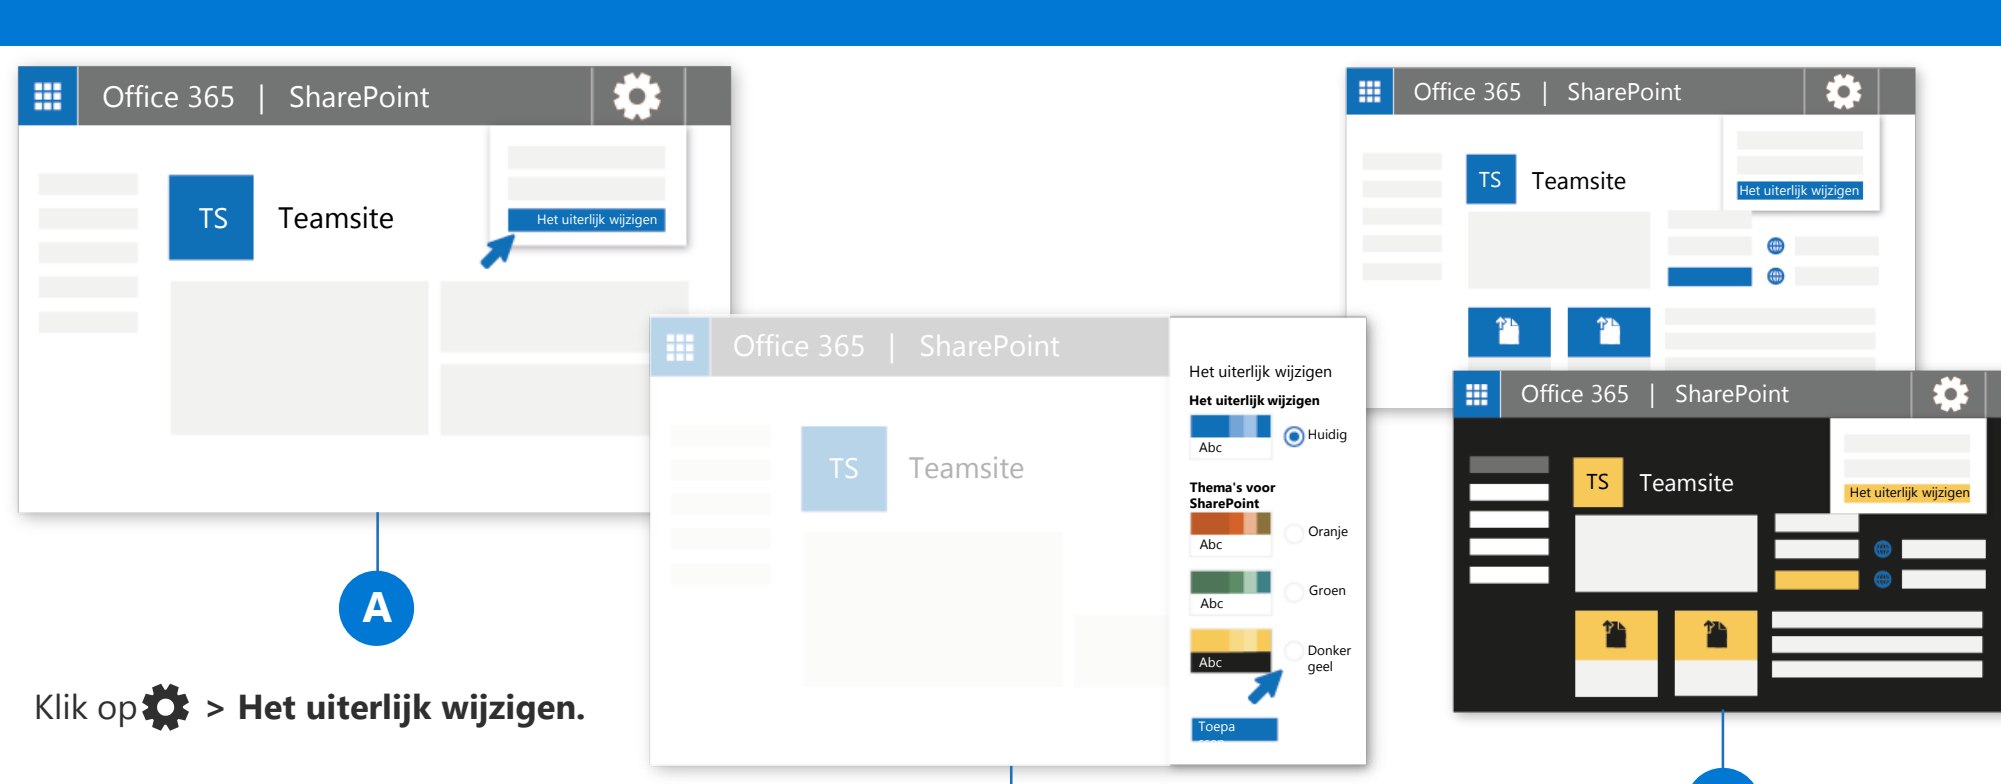 Office 365 | SharePoint
TS
Teamsite
Het uiterlijk wijzigen
A
Klik op > Het uiterlijk wijzigen.
Office 365 | SharePoint
TS
Teamsite
Het uiterlijk wijzigen
Het uiterlijk wijzigen
Abc
Huidig
Thema's voor
SharePoint
Abc
Oranje
Abc
Groen
Abc
Donker
geel
Toepa
Office 365 | SharePoint
TS
Teamsite
Het uiterlijk wijzigen
Office 365 | SharePoint
TS
Teamsite
Het uiterlijk wijzigen